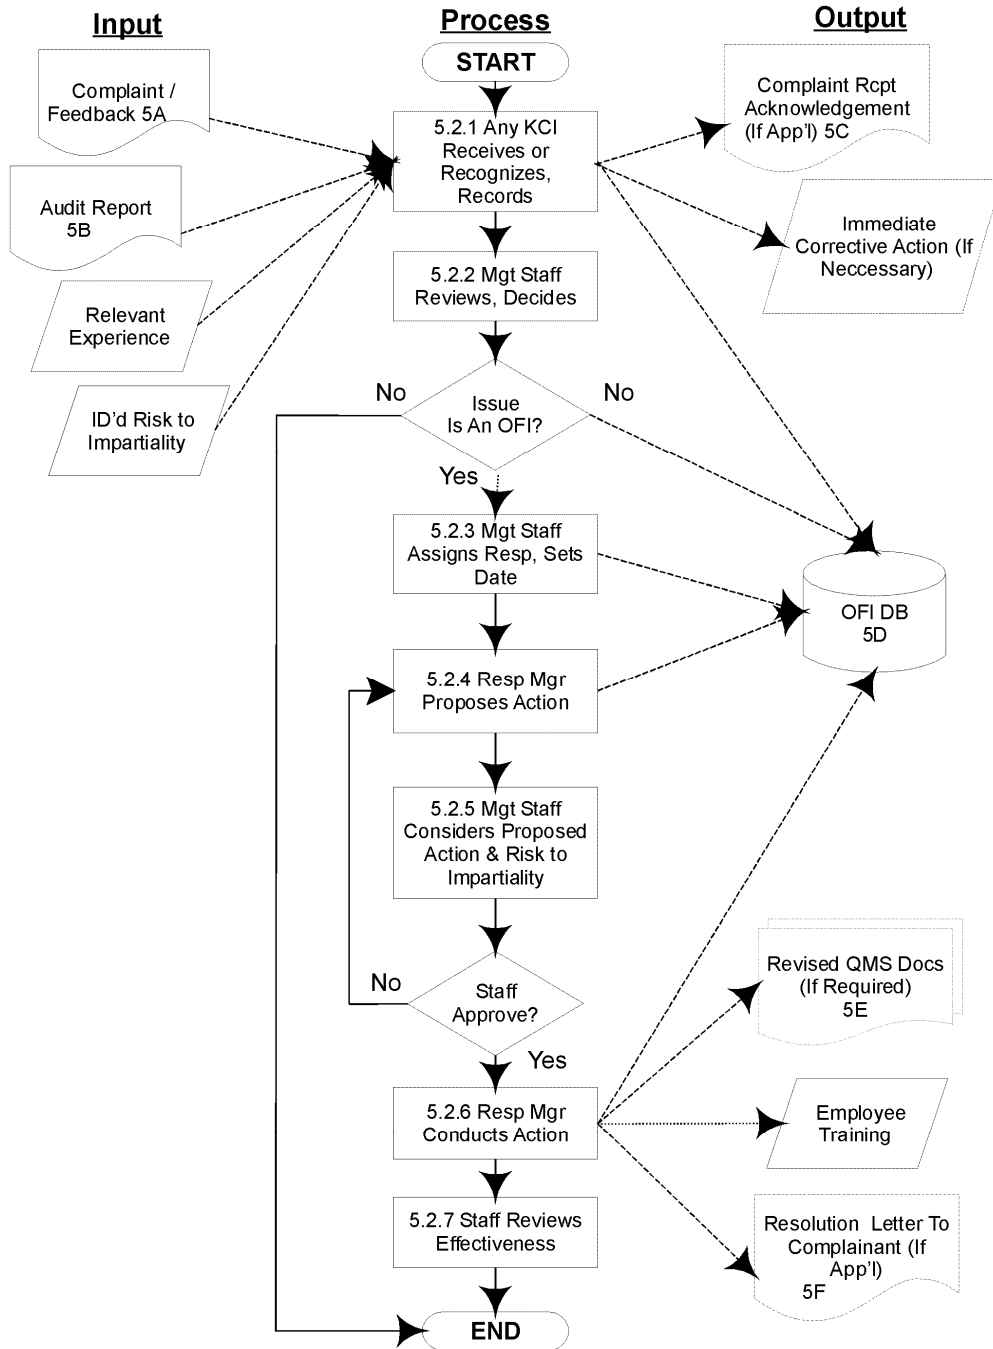 Input
Process
Output
START
Complaint /
Feedback 5A
Audit Report
5B
Relevant
Experience
ID'd Risk to
Impartiality
5.2.1 Any KCI
Receives or
Recognizes,
Records
Complaint Rcpt
Acknowledgement
(If App'l) 5C
Immediate
Corrective Action (If
Neccessary)
5.2.2 Mgt Staff
Reviews, Decides
No
Issue
Is An OFI?
No
Yes
5.2.3 Mgt Staff
Assigns Resp, Sets
Date
OFI DB
5D
5.2.4 Resp Mgr
Proposes Action
5.2.5 Mgt Staff
Considers Proposed
Action & Risk to
Impartiality
No
Staff
Approve?
Yes
Revised QMS Docs
(If Required)
5E
5.2.6 Resp Mgr
Conducts Action
Employee
Training
5.2.7 Staff Reviews
Effectiveness
Resolution Letter To
Complainant (If
App'l)
5F
END